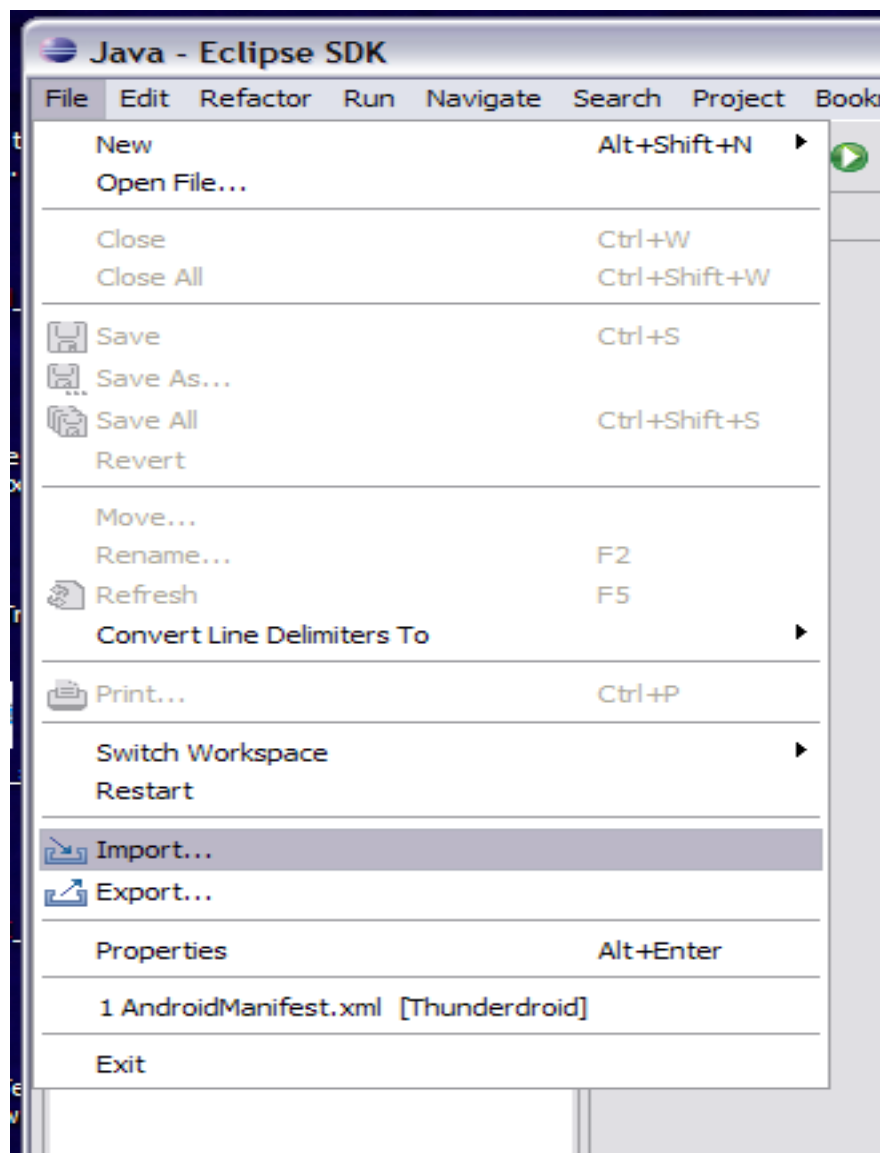 Java - Eclipse SDK
File Edit Refactor Run Navigate Search Project
New Alt+Shift+N
Open File...
Close Ctrl+W
Close All Ctrl+Shift+W
Save Ctrl+S
Save As...
Save All Ctrl+Shift+S
Revert
Move...
Rename... F2
Refresh F5
Convert Line Delimiters To
Print... Ctrl+P
Switch Workspace
Restart
Import...
Export...
Properties Alt+Enter
1 AndroidManifest.xml [Thunderdroid]
Exit